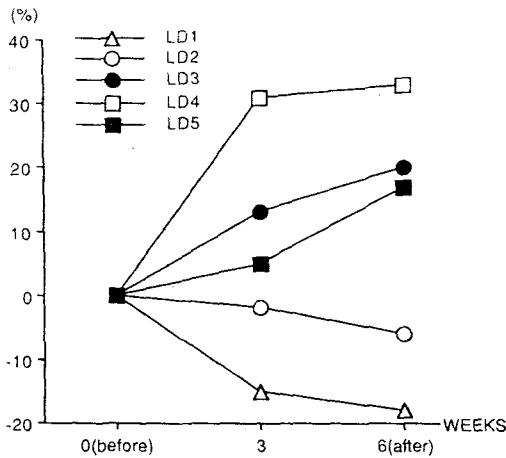 (%)
40
30
20
10
0
-10
-20
LD1
LD2
LD3
LD4
LD5
WEEKS
0(before)
3
6(after)